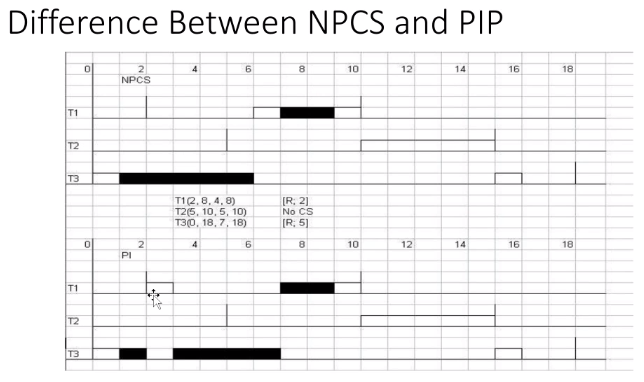 Difference Between NPCS and PIP
0 2 4 6 8 10 12 14 16 18
NPCS
T1
T2
T3
T1(2, 8, 4, 8) [R; 2]
T2(5, 10, 5, 10) No CS
T3(0, 18, 7, 18) [R; 5]
0 2 4 6 8 10 12 14 16 18
PI
T1
T2
T3